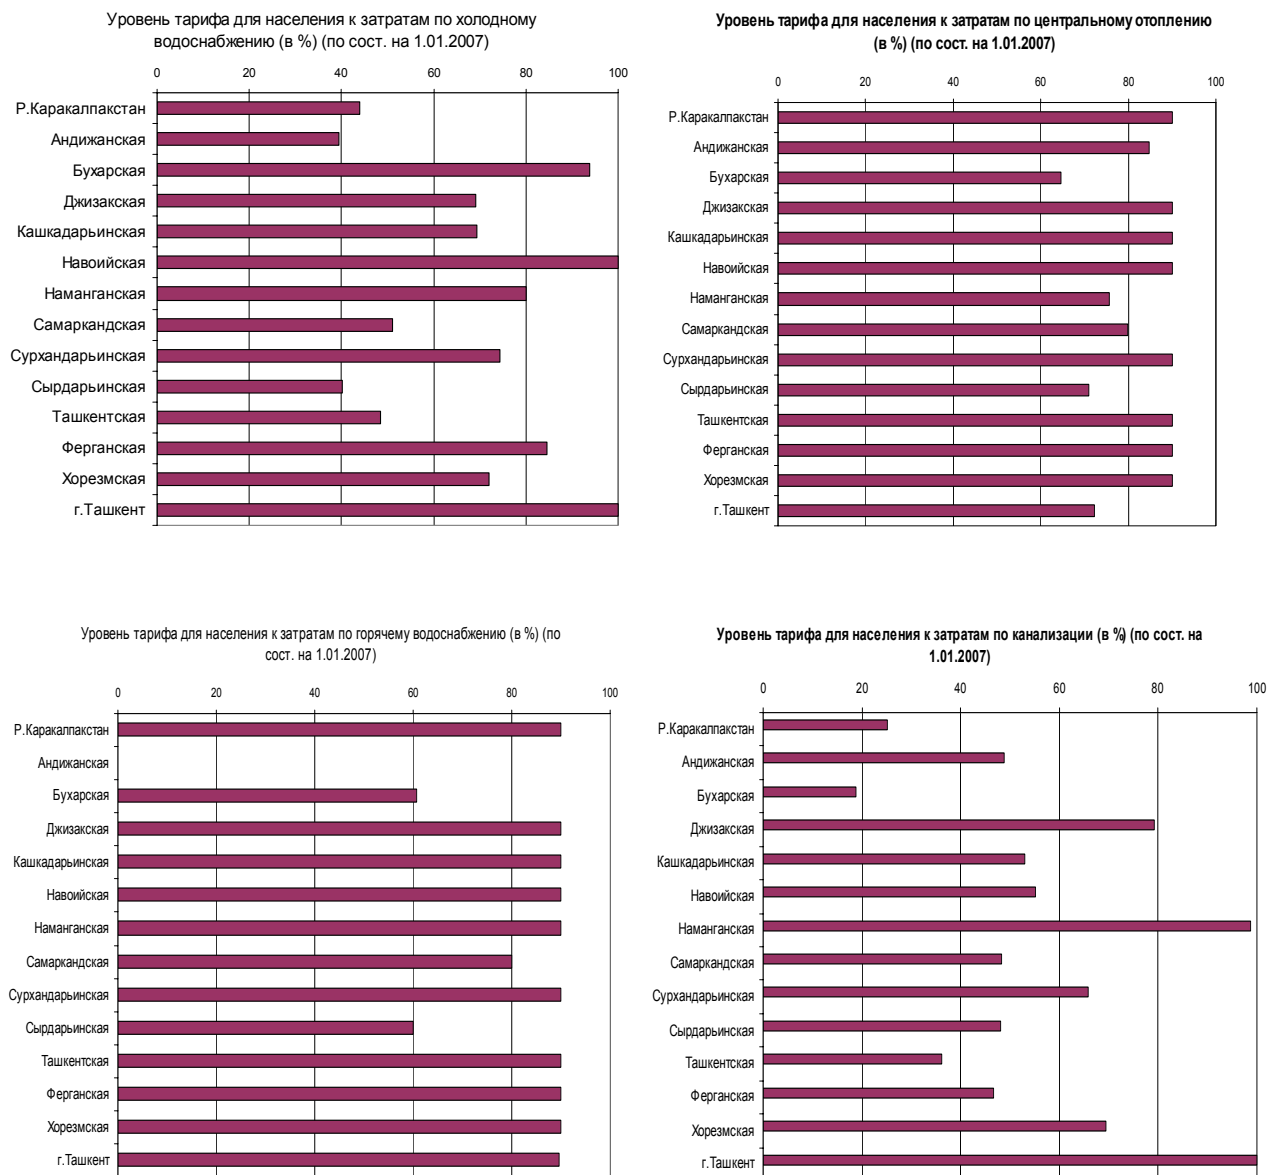 Уровень тарифа для населения к затратам по холодному
водоснабжению (в %) (по сост. на 1.01.2007)
0 20 40 60 80 100
Р.Каракалпакстан
Андижанская
Бухарская
Джизакская
Кашкадарьинская
Навоийская
Наманганская
Самаркандская
Сурхандарьинская
Сырдарьинская
Ташкентская
Ферганская
Хорезмская
г.Ташкент
Уровень тарифа для населения к затратам по центральному отоплению
(в %) (по сост. на 1.01.2007)
0 20 40 60 80 100
Р.Каракалпакстан
Андижанская
Бухарская
Джизакская
Кашкадарьинская
Навоийская
Наманганская
Самаркандская
Сурхандарьинская
Сырдарьинская
Ташкентская
Ферганская
Хорезмская
г.Ташкент
Уровень тарифа для населения к затратам по горячему водоснабжению (в %) (по
сост. на 1.01.2007)
0 20 40 60 80 100
Р.Каракалпакстан
Андижанская
Бухарская
Джизакская
Кашкадарьинская
Навоийская
Наманганская
Самаркандская
Сурхандарьинская
Сырдарьинская
Ташкентская
Ферганская
Хорезмская
г.Ташкент
Уровень тарифа для населения к затратам по канализации (в %) (по сост. на
1.01.2007)
0 20 40 60 80 100
Р.Каракалпакстан
Андижанская
Бухарская
Джизакская
Кашкадарьинская
Навоийская
Наманганская
Самаркандская
Сурхандарьинская
Сырдарьинская
Ташкентская
Ферганская
Хорезмская
г.Ташкент